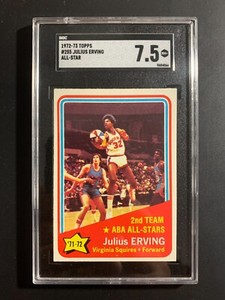 SGC
1972-73 TOPPS
#255 JULIUS ERVING
ALL-STAR
7.5
32
2nd TEAM
★ ABA ALL-STARS
'71-'72
Julius ERVING
Virginia Squires • Forward